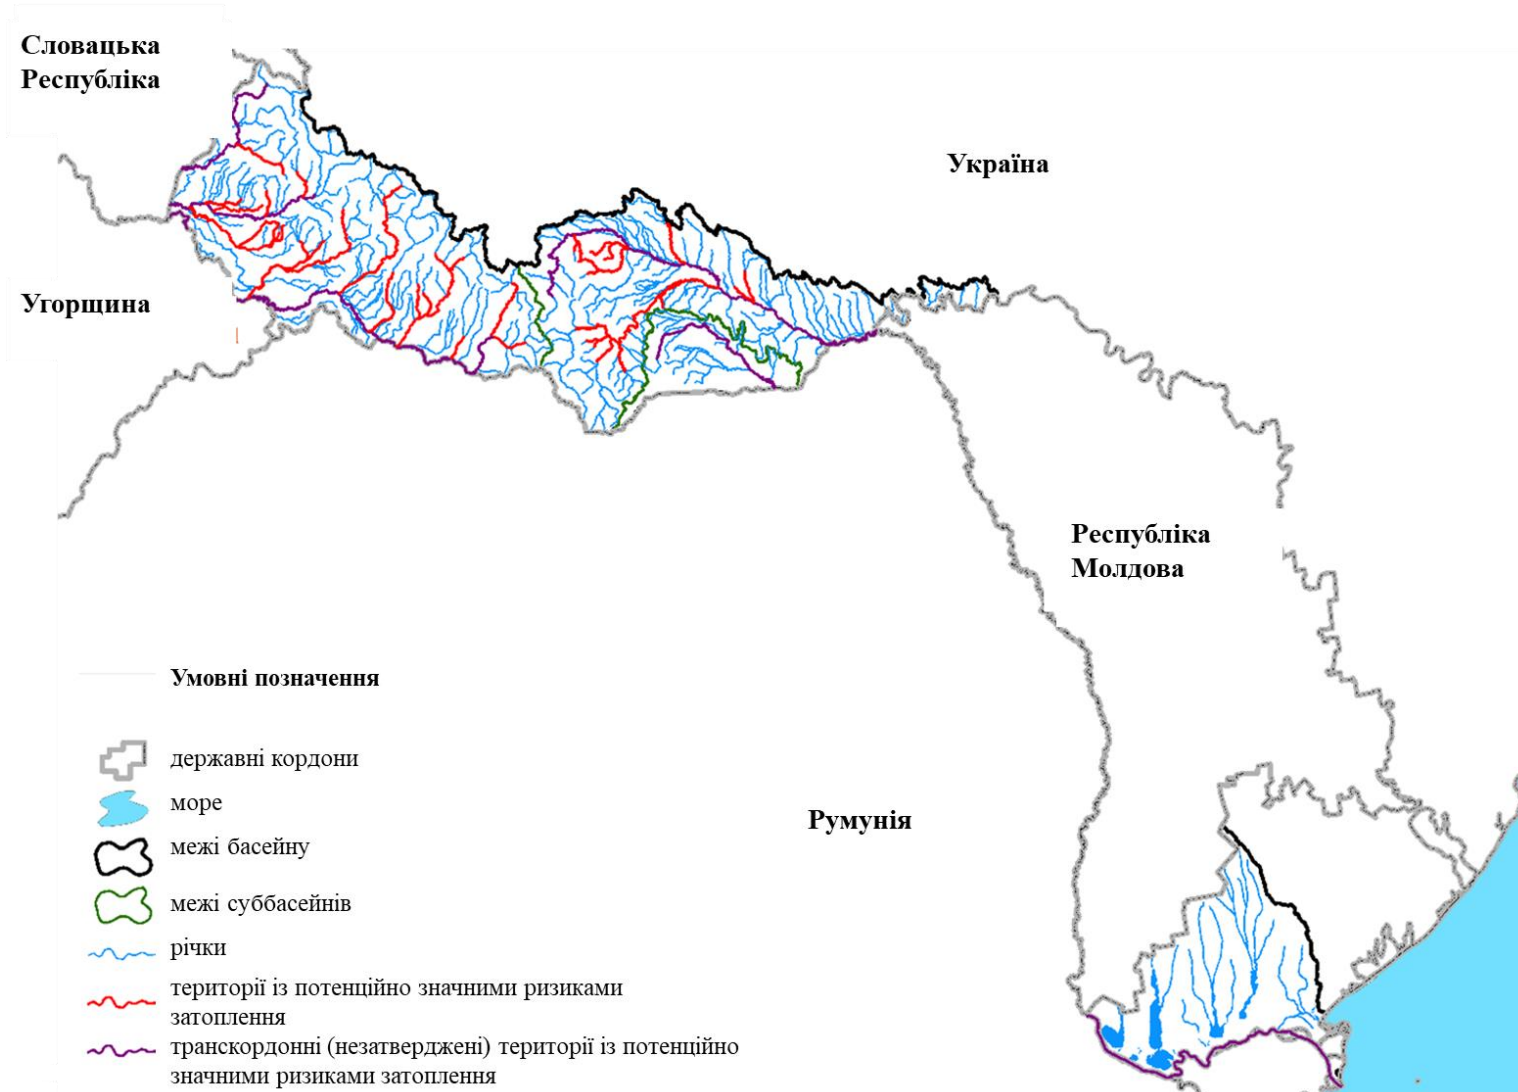 Словацька
Республіка
Україна
Угорщина
Республіка
Молдова
Румунія
Умовні позначення
державні кордони
море
межі басейну
межі суббасейнів
річки
території із потенційно значними ризиками
затоплення
транскордонні (незатверджені) території із потенційно
значними ризиками затоплення